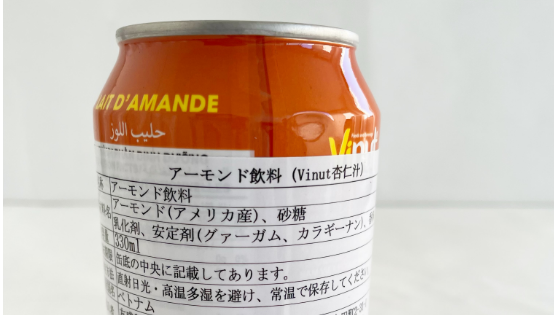 LAIT D'AMANDE
حليب اللوز
Vinut
アーモンド飲料 (Vinut杏仁汁)
アーモンド飲料
アーモンド(アメリカ産)、砂糖
乳化剤、安定剤(グァーガム、カラギーナン)、
330ml
缶底の中央に記載してあります。
直射日光・高温多湿を避け、常温で保存してください
ベトナム